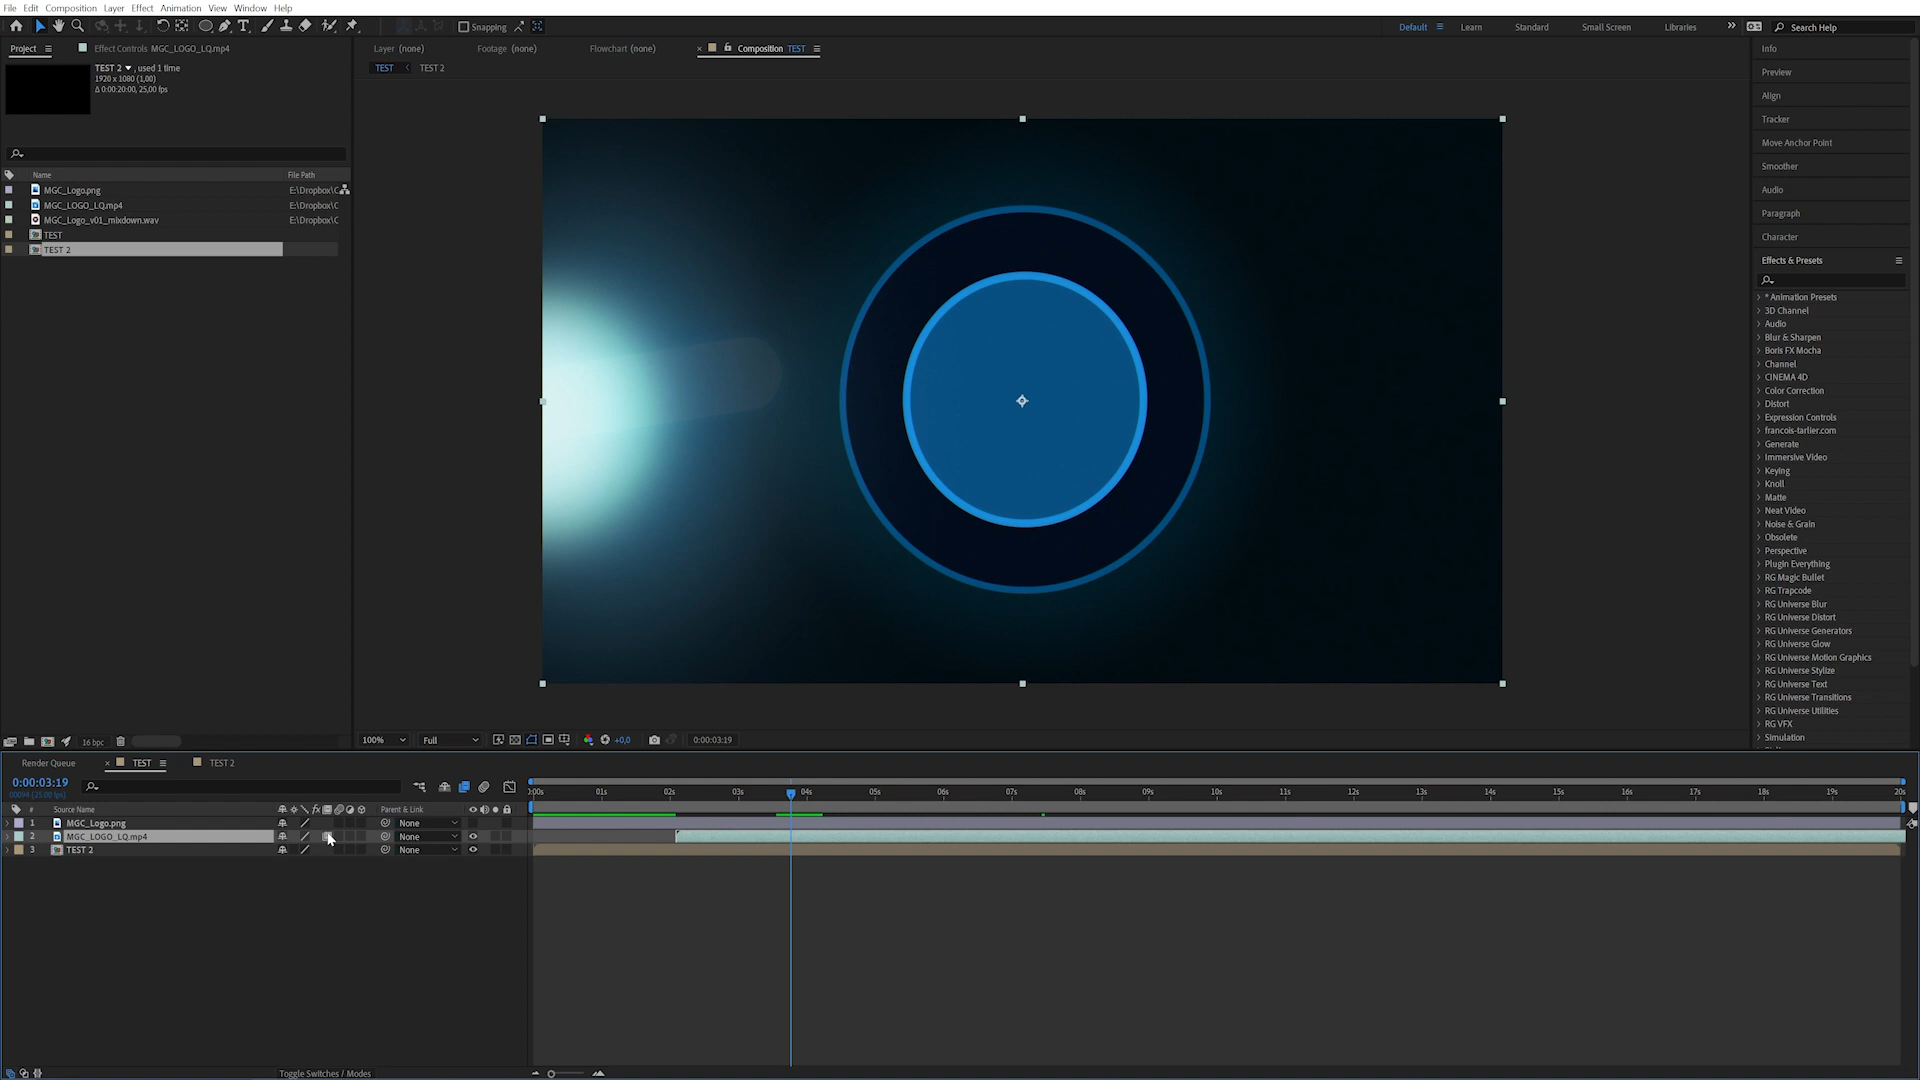 File Edit Composition Layer Effect Animation View Window Help
Snapping
Default Learn Standard Small Screen Libraries » Search Help
Project Effect Controls MGC_LOGO_LQ.mp4
Layer (none) Footage (none) Flowchart (none) × Composition TEST
TEST TEST 2
TEST 2 , used 1 time
1920 x 1080 (1,00)
Δ 0:00:20:00, 25,00 fps
Name File Path
MGC_Logo.png E:\Dropbox\C
MGC_LOGO_LQ.mp4 E:\Dropbox\C
MGC_Logo_v01_mixdown.wav E:\Dropbox\C
TEST
TEST 2
Info
Preview
Align
Tracker
Move Anchor Point
Smoother
Audio
Paragraph
Character
Effects & Presets
* Animation Presets
3D Channel
Audio
Blur & Sharpen
Boris FX Mocha
Channel
CINEMA 4D
Color Correction
Distort
Expression Controls
francois-tarlier.com
Generate
Immersive Video
Keying
Knoll
Matte
Neat Video
Noise & Grain
Obsolete
Perspective
Plugin Everything
RG Magic Bullet
RG Trapcode
RG Universe Blur
RG Universe Distort
RG Universe Generators
RG Universe Glow
RG Universe Motion Graphics
RG Universe Stylize
RG Universe Text
RG Universe Transitions
RG Universe Utilities
RG VFX
Simulation
16 bpc
100% Full +0,0 0:00:03:19
Render Queue × TEST TEST 2
0:00:03:19
00094 (25.00 fps)
:00s 01s 02s 03s 04s 05s 06s 07s 08s 09s 10s 11s 12s 13s 14s 15s 16s 17s 18s 19s 20s
# Source Name fx Parent & Link
1 MGC_Logo.png None
2 MGC_LOGO_LQ.mp4 None
3 TEST 2 None
Toggle Switches / Modes